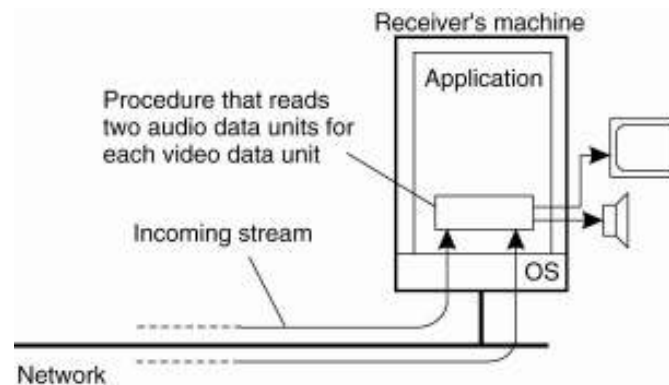 Receiver's machine
Application
Procedure that reads
two audio data units for
each video data unit
Incoming stream
OS
Network